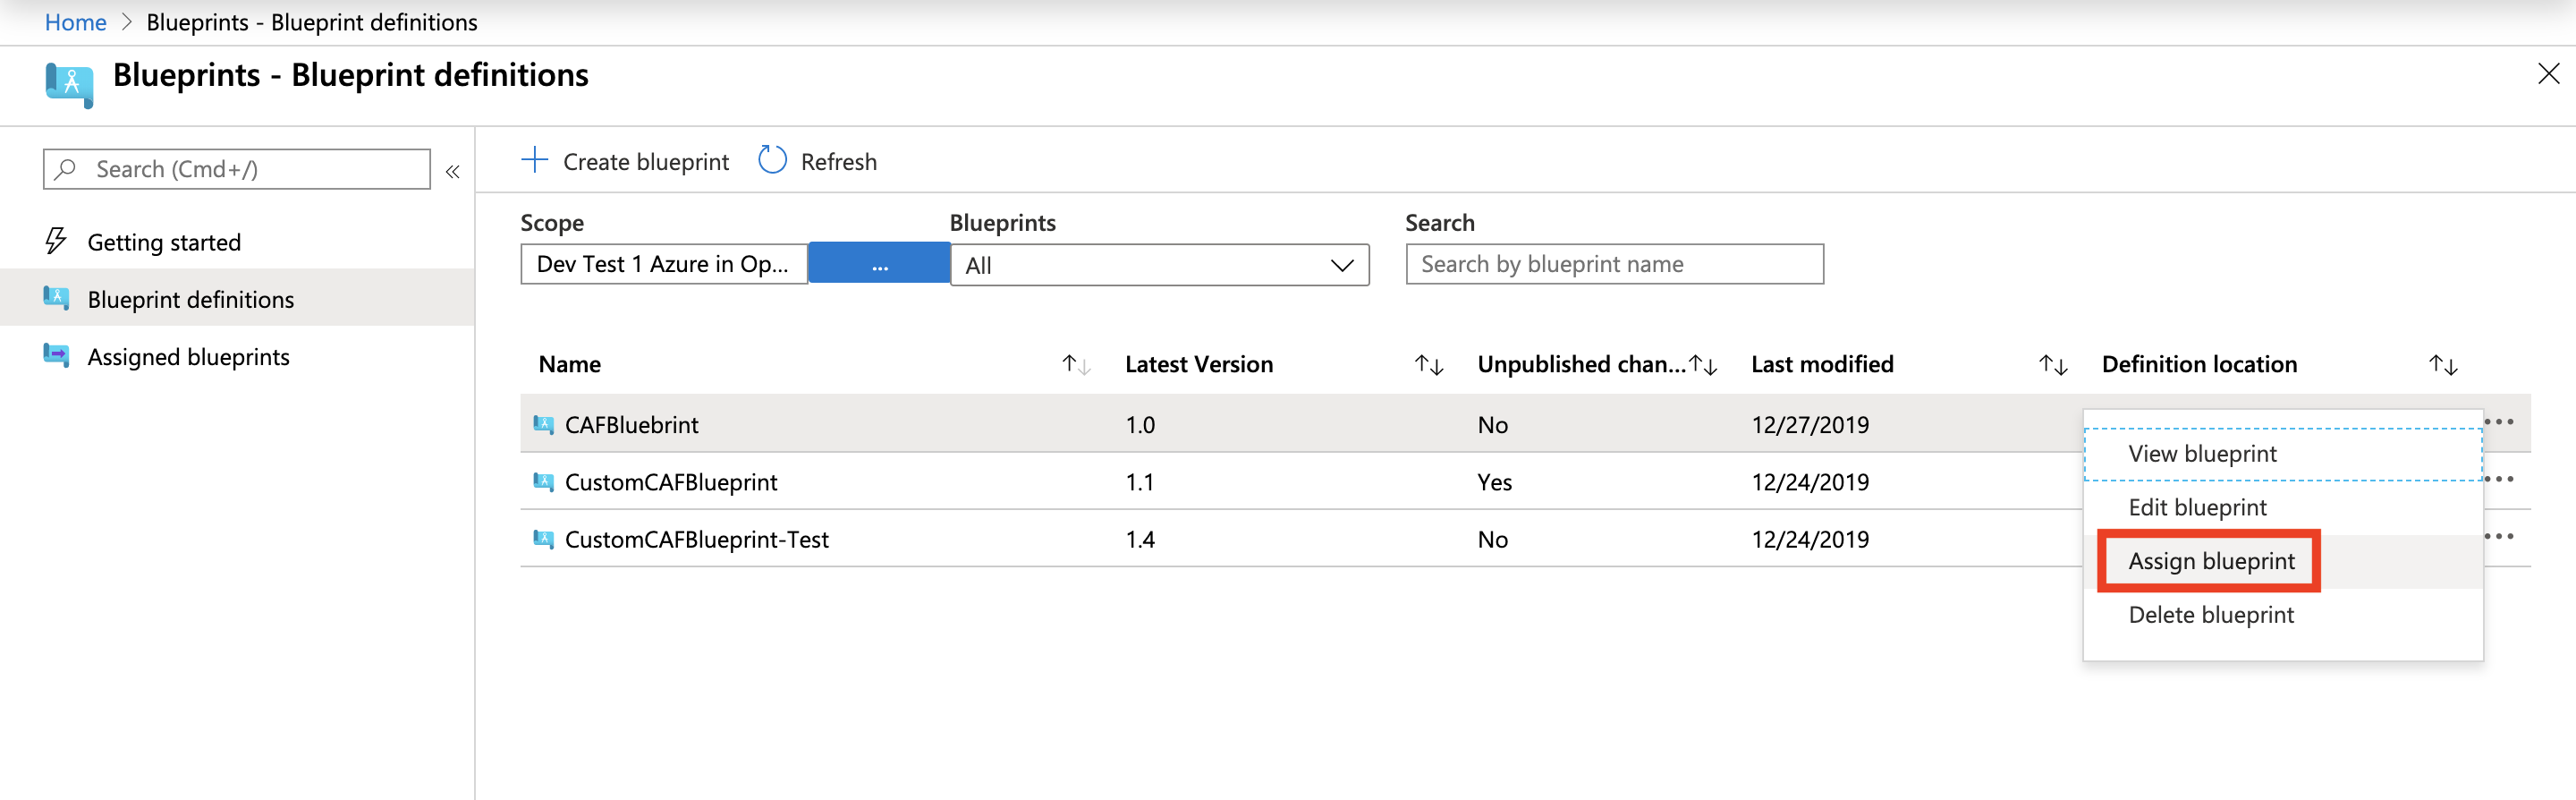 Home > Blueprints - Blueprint definitions
Blueprints - Blueprint definitions
Search (Cmd+/)
Getting started
Blueprint definitions
Assigned blueprints
Create blueprint Refresh
Scope Blueprints Search
Dev Test 1 Azure in Op... ... All Search by blueprint name
Name Latest Version Unpublished chan... Last modified Definition location
CAFBluebrint 1.0 No 12/27/2019
CustomCAFBlueprint 1.1 Yes 12/24/2019
CustomCAFBlueprint-Test 1.4 No 12/24/2019
View blueprint
Edit blueprint
Assign blueprint
Delete blueprint